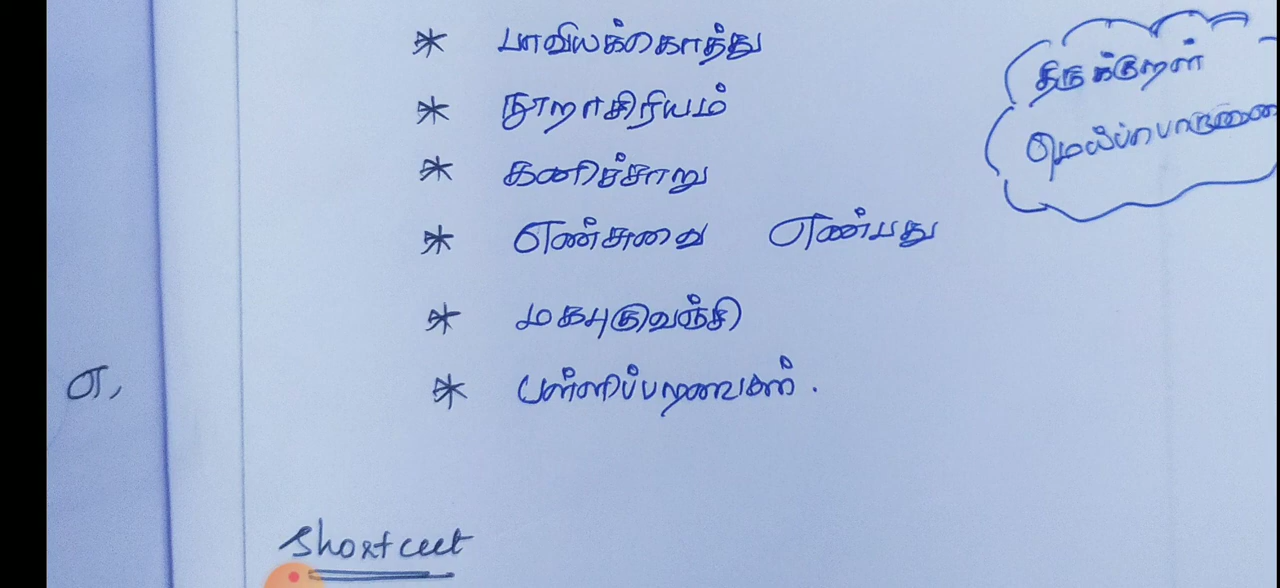 பாவியக்கொத்து
திருக்குறள்
நூறாசிரியம்
மெய்ப்பொருளுரை
கனிச்சாறு
எண்சுவை எண்பது
மகபுகுவஞ்சி
எ,
பள்ளிப்பறவைகள்.
Shortcut